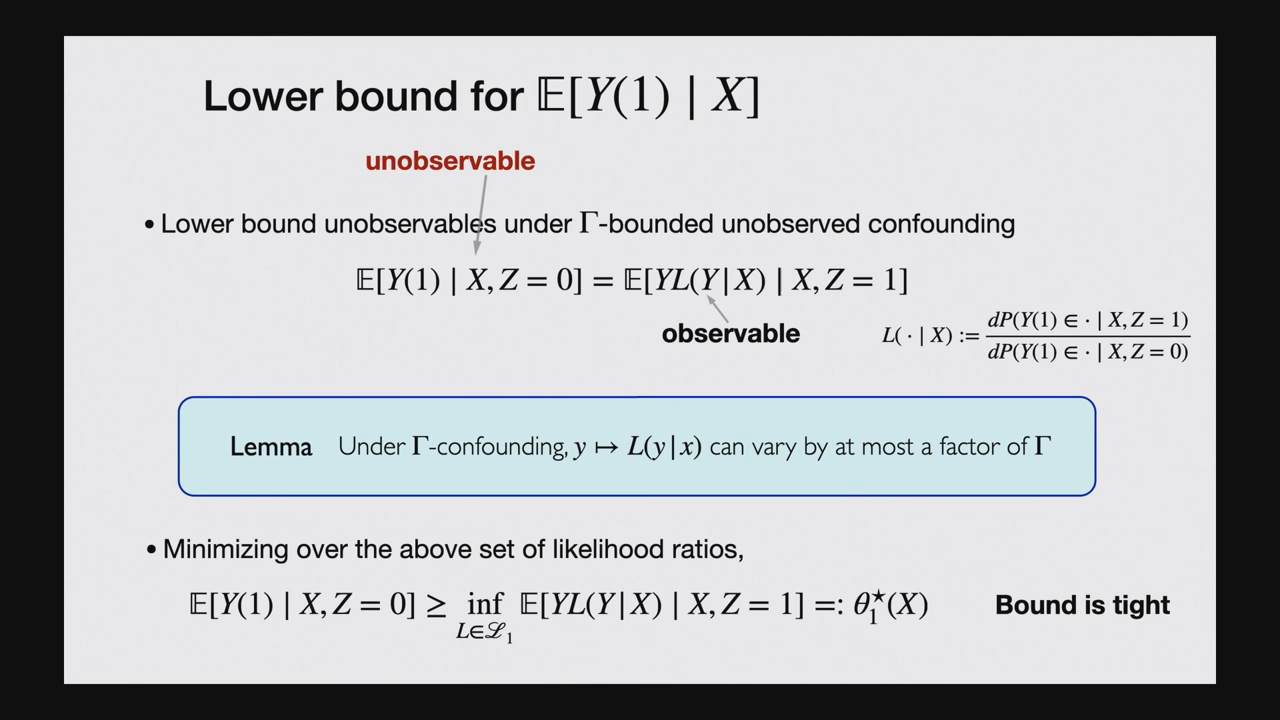 Lower bound for 𝔼[Y(1) | X]
unobservable
• Lower bound unobservables under Γ-bounded unobserved confounding
𝔼[Y(1) | X, Z = 0] = 𝔼[YL(Y|X) | X, Z = 1]
observable
L( · | X) := dP(Y(1) ∈ · | X, Z = 1) / dP(Y(1) ∈ · | X, Z = 0)
Lemma Under Γ-confounding, y ↦ L(y|x) can vary by at most a factor of Γ
• Minimizing over the above set of likelihood ratios,
𝔼[Y(1) | X, Z = 0] ≥ inf_{L∈ℒ₁} 𝔼[YL(Y|X) | X, Z = 1] =: θ₁★(X) Bound is tight